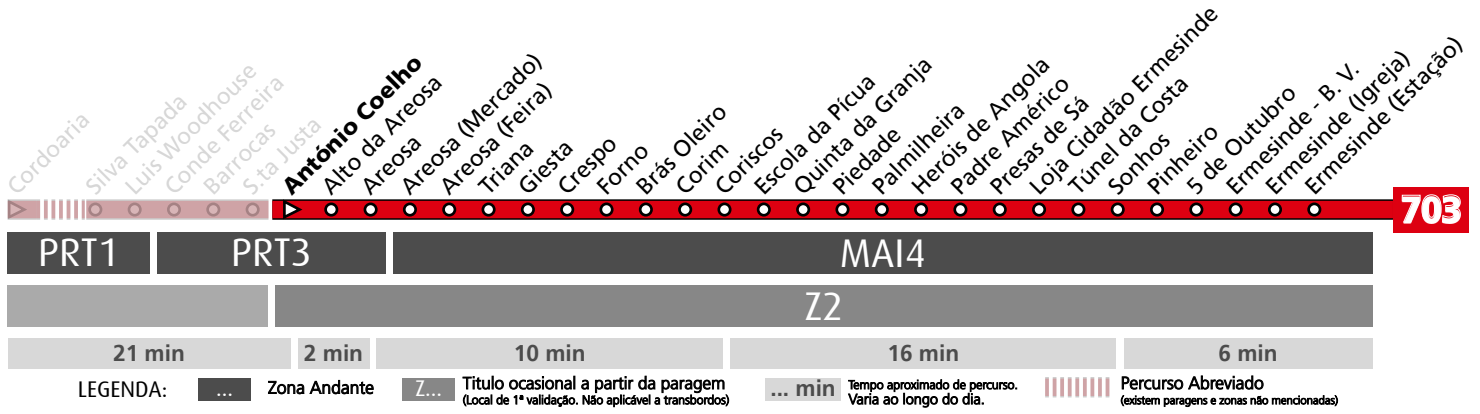 Cordoaria
Silva Tapada
Luis Woodhouse
Conde Ferreira
Barrocas
S.ta Justa
António Coelho
Alto da Areosa
Areosa
Areosa (Mercado)
Areosa (Feira)
Triana
Giesta
Crespo
Forno
Brás Oleiro
Corim
Coriscos
Escola da Pícua
Quinta da Granja
Piedade
Palmilheira
Heróis de Angola
Padre Américo
Presas de Sá
Loja Cidadão Ermesinde
Túnel da Costa
Sonhos
Pinheiro
5 de Outubro
Ermesinde - B. V.
Ermesinde (Igreja)
Ermesinde (Estação)
703
PRT1 PRT3 MAI4
Z2
21 min 2 min 10 min 16 min 6 min
LEGENDA:
... Zona Andante
Z... Titulo ocasional a partir da paragem
(Local de 1ª validação. Não aplicável a transbordos)
... min Tempo aproximado de percurso.
Varia ao longo do dia.
Percurso Abreviado
(existem paragens e zonas não mencionadas)